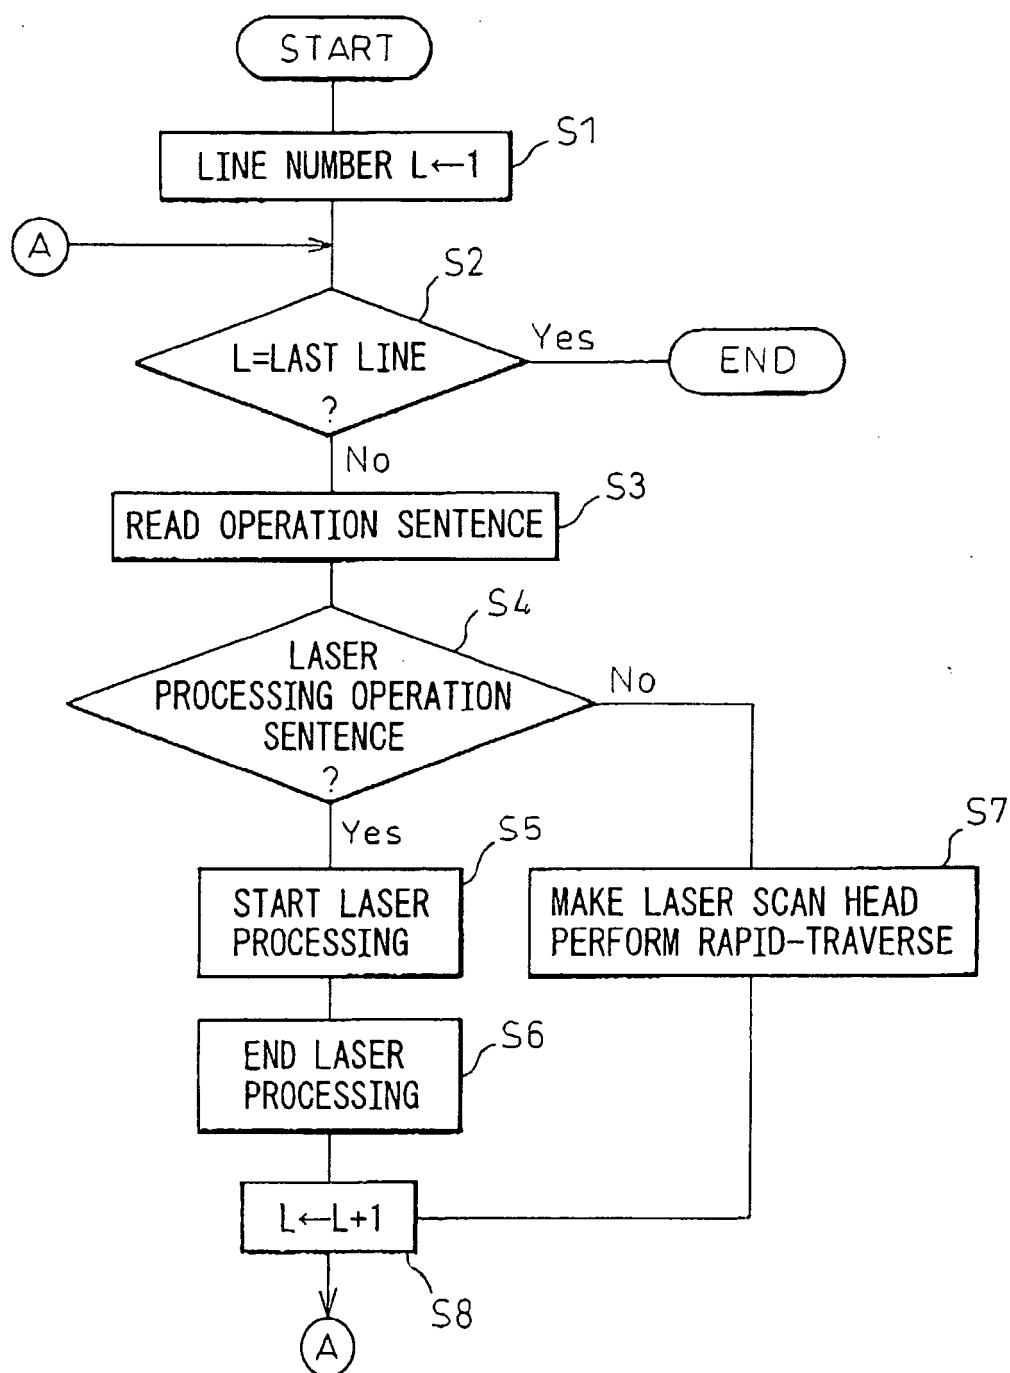 START
S1
LINE NUMBER L←1
A
S2
L=LAST LINE
?
Yes
END
No
S3
READ OPERATION SENTENCE
S4
LASER
PROCESSING OPERATION
SENTENCE
?
No
Yes
S5
START LASER
PROCESSING
S7
MAKE LASER SCAN HEAD
PERFORM RAPID-TRAVERSE
S6
END LASER
PROCESSING
L←L+1
S8
A